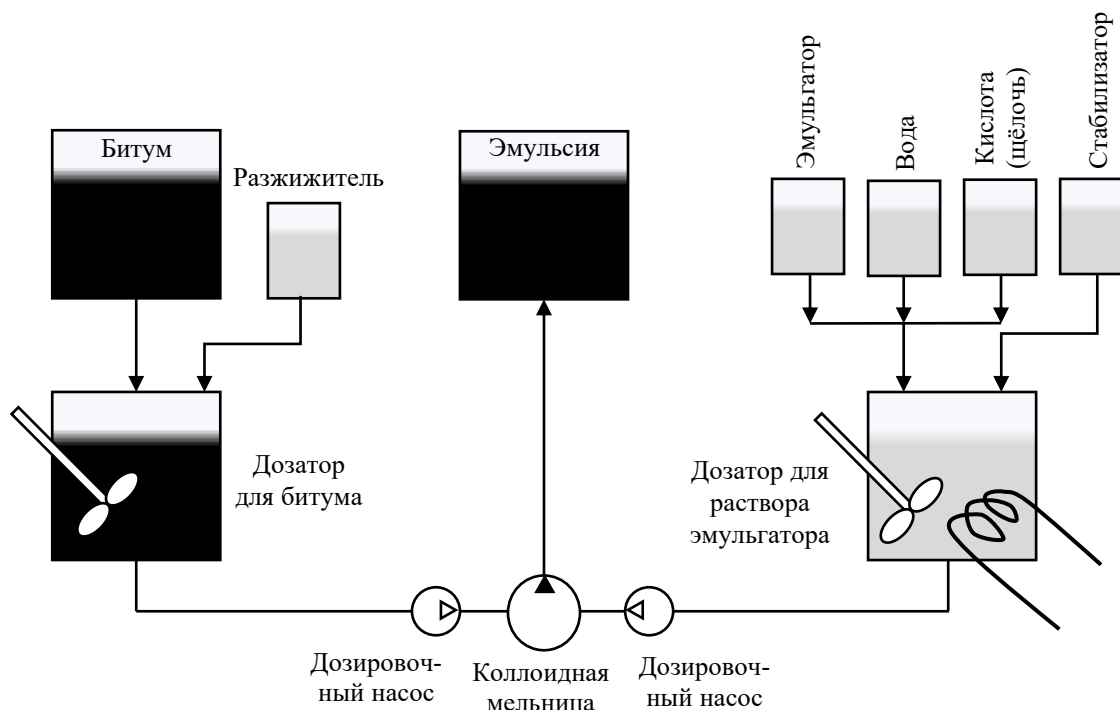 Битум
Разжижитель
Эмульсия
Эмульгатор
Вода
Кислота
(щёлочь)
Стабилизатор
Дозатор
для битума
Дозатор для
раствора
эмульгатора
Дозировоч-
ный насос
Коллоидная
мельница
Дозировоч-
ный насос